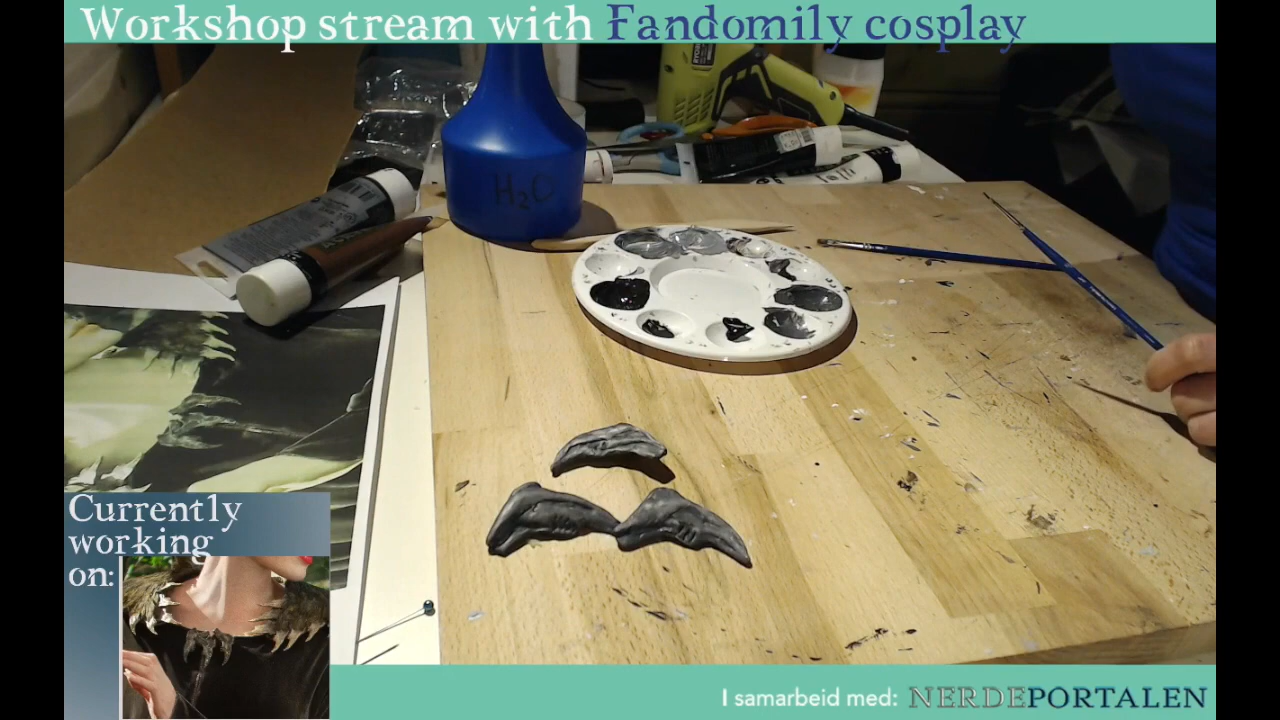 Workshop stream with Fandomily cosplay
H₂O
Currently
working
on:
I samarbeid med: NERDEPORTALEN